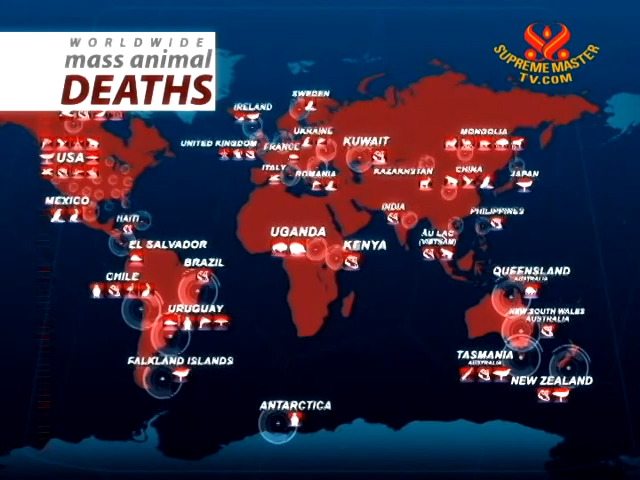 WORLDWIDE
mass animal
DEATHS
SUPREME MASTER
TV.COM
SWEDEN
IRELAND
UKRAINE
UNITED KINGDOM
FRANCE
KUWAIT
MONGOLIA
USA
ITALY
ROMANIA
KAZAKHSTAN
CHINA
JAPAN
MEXICO
HAITI
INDIA
PHILIPPINES
UGANDA
KENYA
AU LAC
(VIETNAM)
EL SALVADOR
BRAZIL
CHILE
QUEENSLAND
AUSTRALIA
URUGUAY
NEW SOUTH WALES
AUSTRALIA
FALKLAND ISLANDS
TASMANIA
AUSTRALIA
NEW ZEALAND
ANTARCTICA